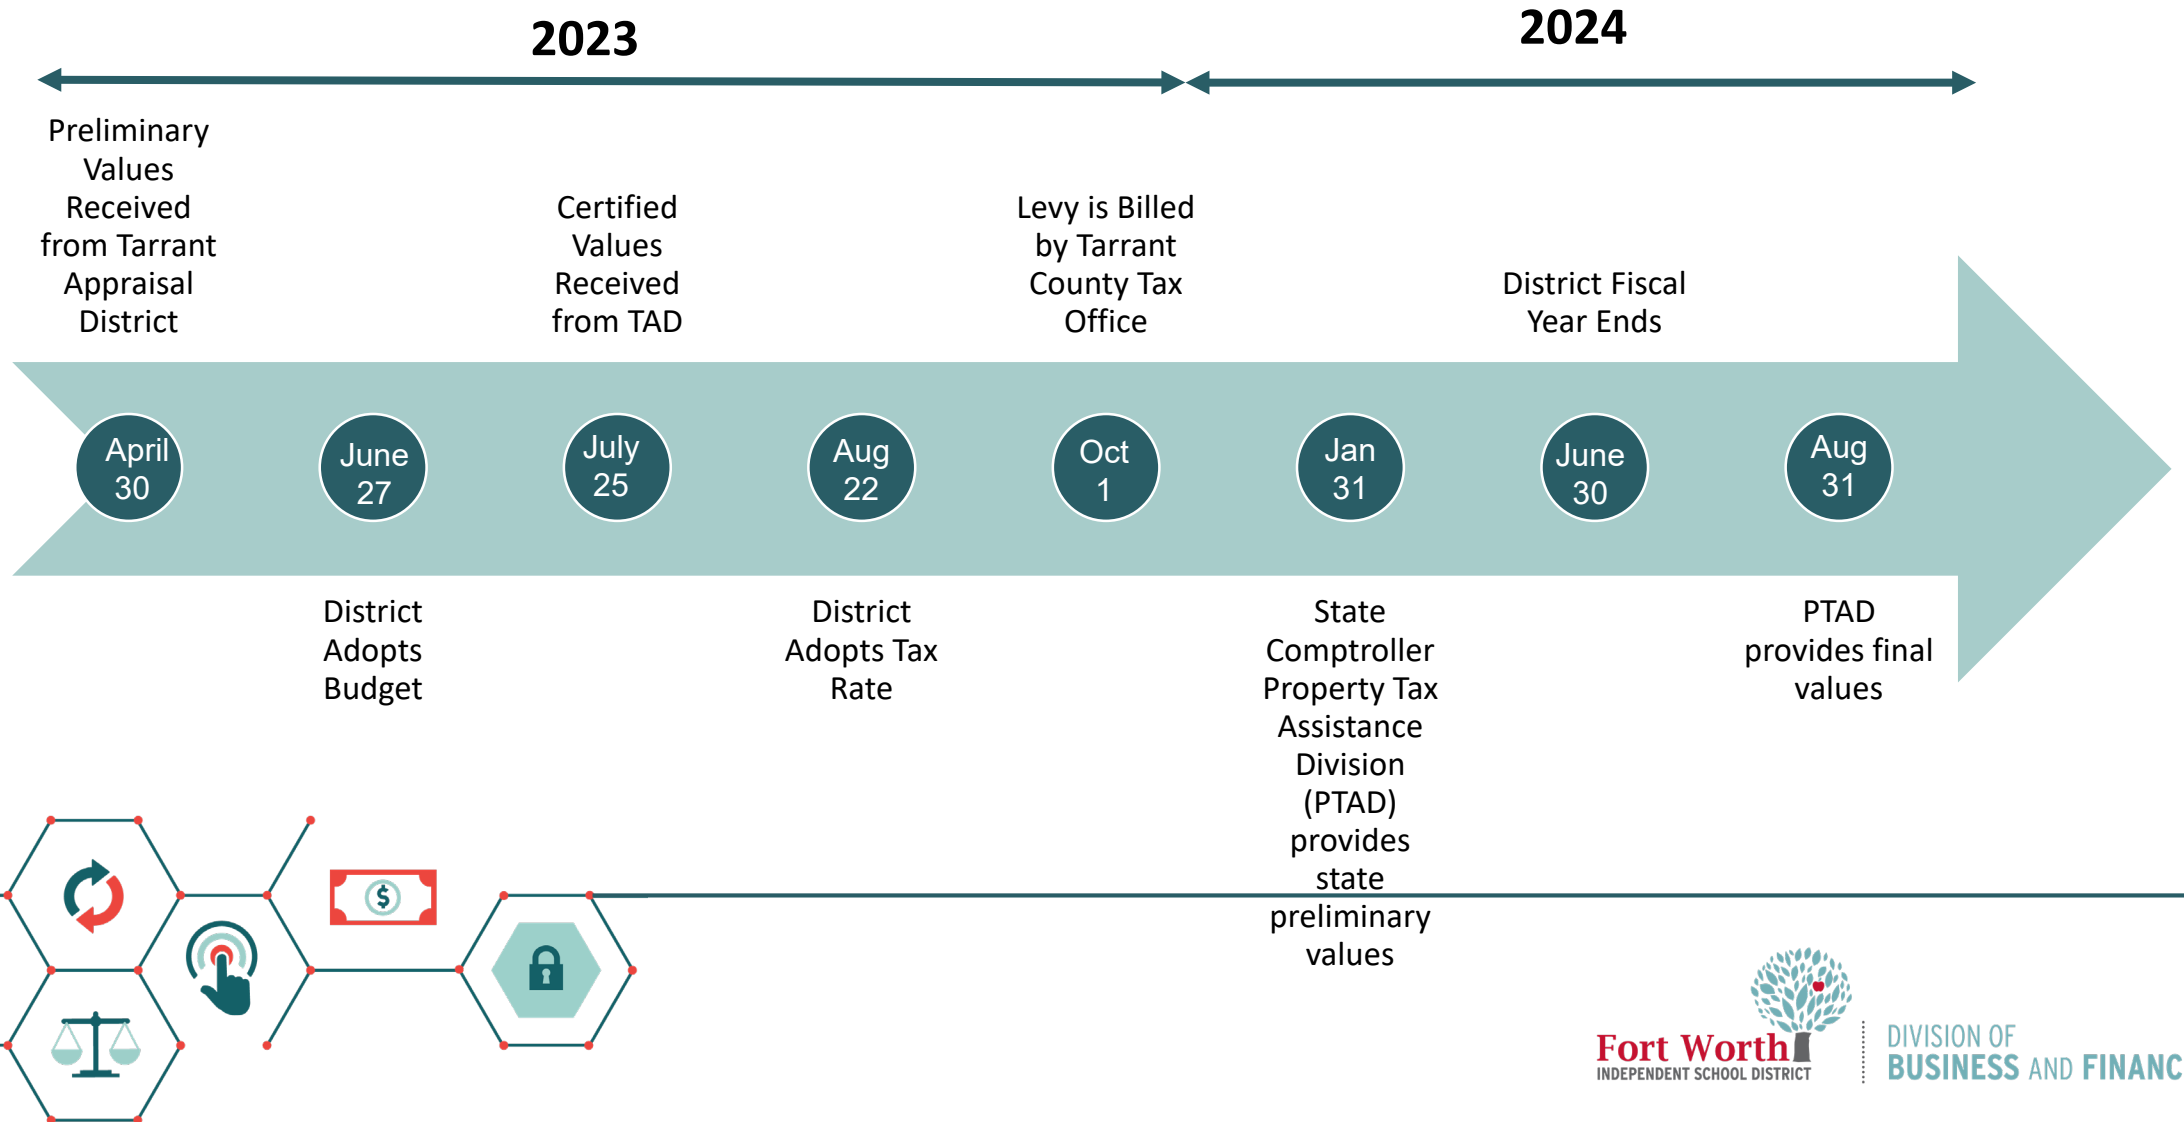 2023
2024
Preliminary
Values
Received
from Tarrant
Appraisal
District
Certified
Values
Received
from TAD
Levy is Billed
by Tarrant
County Tax
Office
District Fiscal
Year Ends
April
30
June
27
July
25
Aug
22
Oct
1
Jan
31
June
30
Aug
31
District
Adopts
Budget
District
Adopts Tax
Rate
State
Comptroller
Property Tax
Assistance
Division
(PTAD)
provides
state
preliminary
values
PTAD
provides final
values
$
Fort Worth
INDEPENDENT SCHOOL DISTRICT
DIVISION OF
BUSINESS AND FINANC